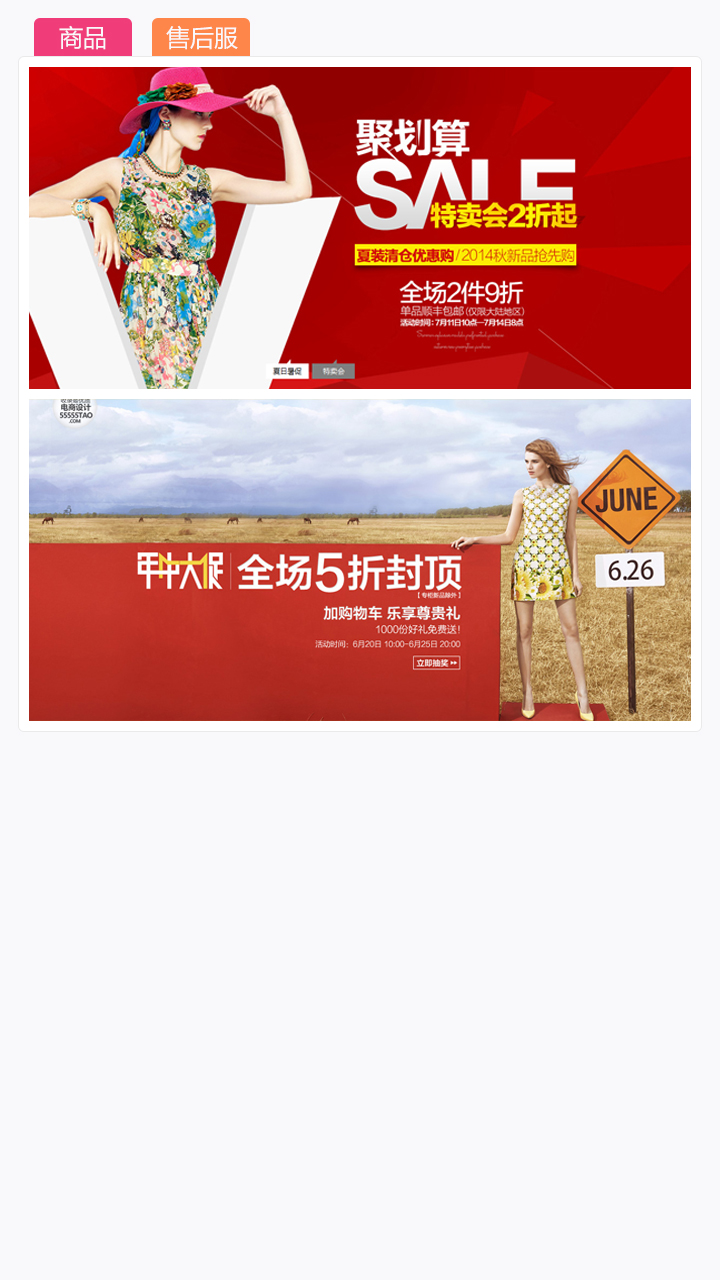 商品
售后服
聚划算
SALE
特卖会2折起
夏装清仓优惠购/2014秋新品抢先购
全场2件9折
单品顺丰包邮(仅限大陆地区)
活动时间:7月11日10点—7月14日8点
夏日暑促 特卖会
电商设计
55555TAO
.COM
JUNE
6.26
年中大促 全场5折封顶
【专柜新品除外】
加购物车 乐享尊贵礼
1000份好礼免费送!
活动时间: 6月20日 10:00-6月25日 20:00
立即抽奖